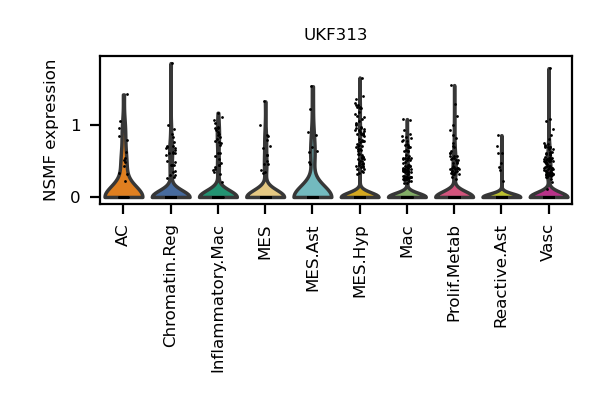 UKF313
NSMF expression
1
0
AC
Chromatin.Reg
Inflammatory.Mac
MES
MES.Ast
MES.Hyp
Mac
Prolif.Metab
Reactive.Ast
Vasc